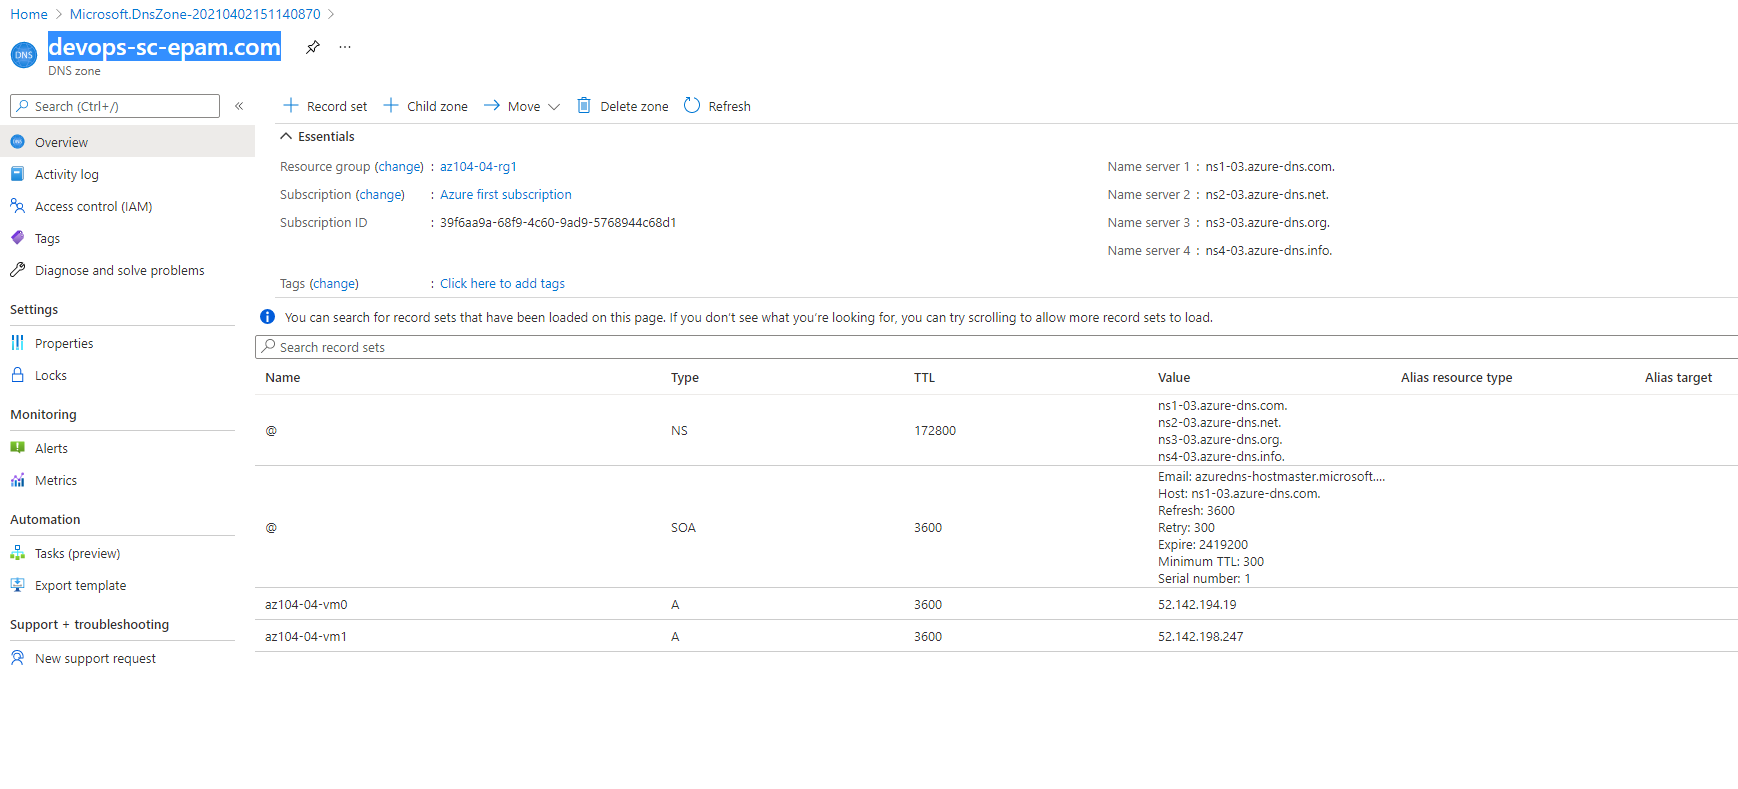 Home > Microsoft.DnsZone-20210402151140870 >
devops-sc-epam.com
DNS
DNS zone
Search (Ctrl+/)
«
Record set
Child zone
Move
Delete zone
Refresh
Overview
Activity log
Access control (IAM)
Tags
Diagnose and solve problems
Settings
Properties
Locks
Monitoring
Alerts
Metrics
Automation
Tasks (preview)
Export template
Support + troubleshooting
New support request
Essentials
Resource group (change) : az104-04-rg1
Subscription (change) : Azure first subscription
Subscription ID : 39f6aa9a-68f9-4c60-9ad9-5768944c68d1
Name server 1 : ns1-03.azure-dns.com.
Name server 2 : ns2-03.azure-dns.net.
Name server 3 : ns3-03.azure-dns.org.
Name server 4 : ns4-03.azure-dns.info.
Tags (change) : Click here to add tags
You can search for record sets that have been loaded on this page. If you don't see what you're looking for, you can try scrolling to allow more record sets to load.
Search record sets
Name Type TTL Value Alias resource type Alias target
@ NS 172800
ns1-03.azure-dns.com.
ns2-03.azure-dns.net.
ns3-03.azure-dns.org.
ns4-03.azure-dns.info.
@ SOA 3600
Email: azuredns-hostmaster.microsoft....
Host: ns1-03.azure-dns.com.
Refresh: 3600
Retry: 300
Expire: 2419200
Minimum TTL: 300
Serial number: 1
az104-04-vm0 A 3600 52.142.194.19
az104-04-vm1 A 3600 52.142.198.247